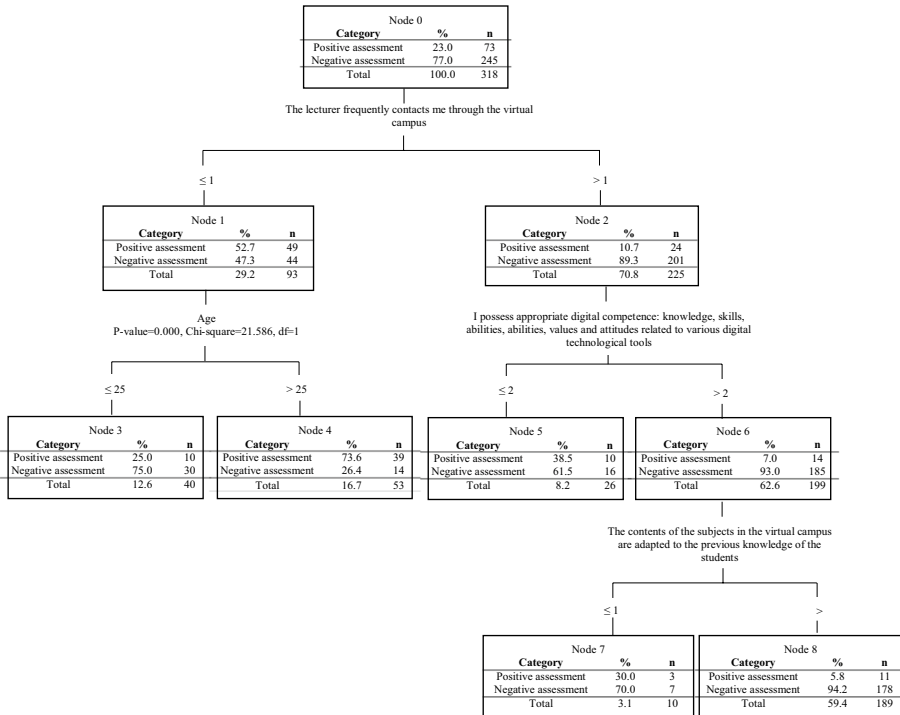 Node 0
Category % n
Positive assessment 23.0 73
Negative assessment 77.0 245
Total 100.0 318
The lecturer frequently contacts me through the virtual
campus
≤ 1
> 1
Node 1
Category % n
Positive assessment 52.7 49
Negative assessment 47.3 44
Total 29.2 93
Node 2
Category % n
Positive assessment 10.7 24
Negative assessment 89.3 201
Total 70.8 225
Age
P-value=0.000, Chi-square=21.586, df=1
I possess appropriate digital competence: knowledge, skills,
abilities, abilities, values and attitudes related to various digital
technological tools
≤ 25
> 25
≤ 2
> 2
Node 3
Category % n
Positive assessment 25.0 10
Negative assessment 75.0 30
Total 12.6 40
Node 4
Category % n
Positive assessment 73.6 39
Negative assessment 26.4 14
Total 16.7 53
Node 5
Category % n
Positive assessment 38.5 10
Negative assessment 61.5 16
Total 8.2 26
Node 6
Category % n
Positive assessment 7.0 14
Negative assessment 93.0 185
Total 62.6 199
The contents of the subjects in the virtual campus
are adapted to the previous knowledge of the
students
≤ 1
>
Node 7
Category % n
Positive assessment 30.0 3
Negative assessment 70.0 7
Total 3.1 10
Node 8
Category % n
Positive assessment 5.8 11
Negative assessment 94.2 178
Total 59.4 189